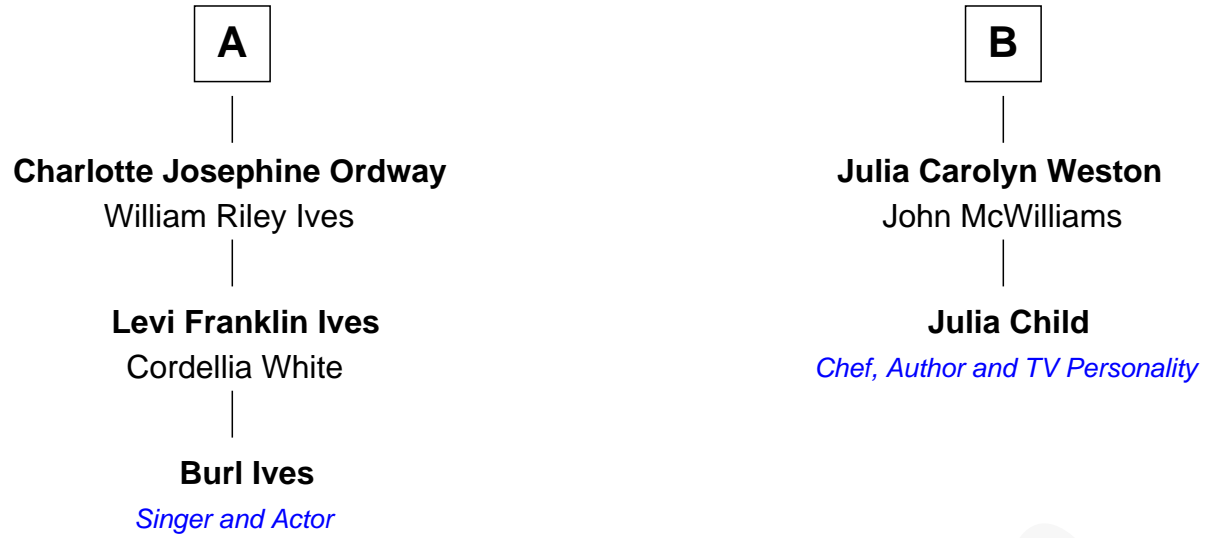 A
Charlotte Josephine Ordway
William Riley Ives
Levi Franklin Ives
Cordellia White
Burl Ives
Singer and Actor
B
Julia Carolyn Weston
John McWilliams
Julia Child
Chef, Author and TV Personality